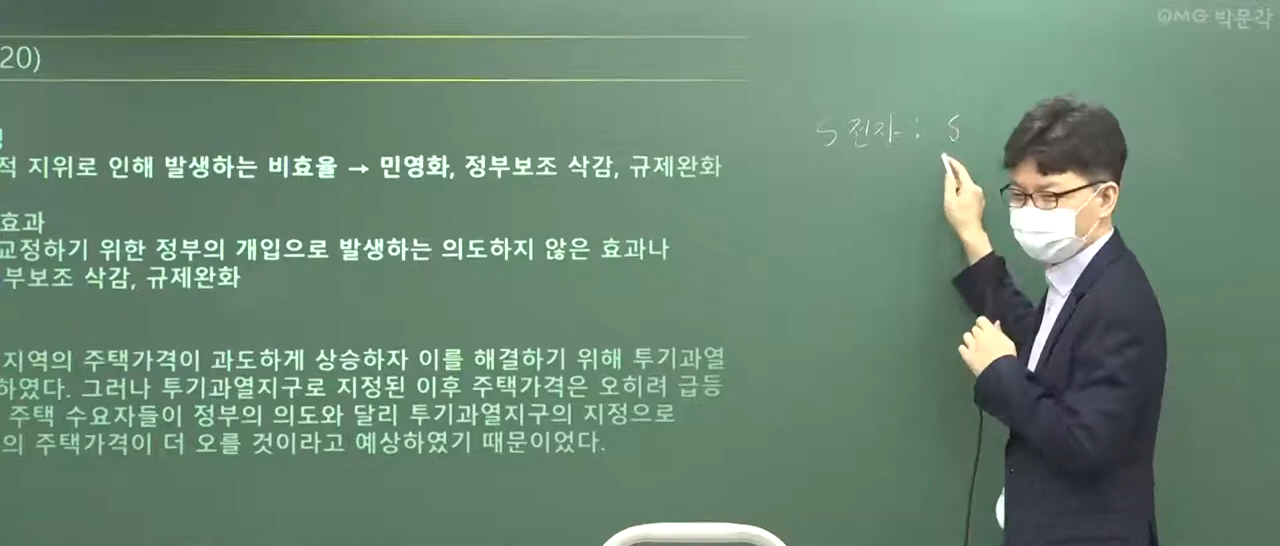 QMG 박문각
20)
적 지위로 인해 발생하는 비효율 → 민영화, 정부보조 삭감, 규제완화
효과
교정하기 위한 정부의 개입으로 발생하는 의도하지 않은 효과나
부보조 삭감, 규제완화
지역의 주택가격이 과도하게 상승하자 이를 해결하기 위해 투기과열
하였다. 그러나 투기과열지구로 지정된 이후 주택가격은 오히려 급등
주택 수요자들이 정부의 의도와 달리 투기과열지구의 지정으로
의 주택가격이 더 오를 것이라고 예상하였기 때문이었다.
S전자 : S